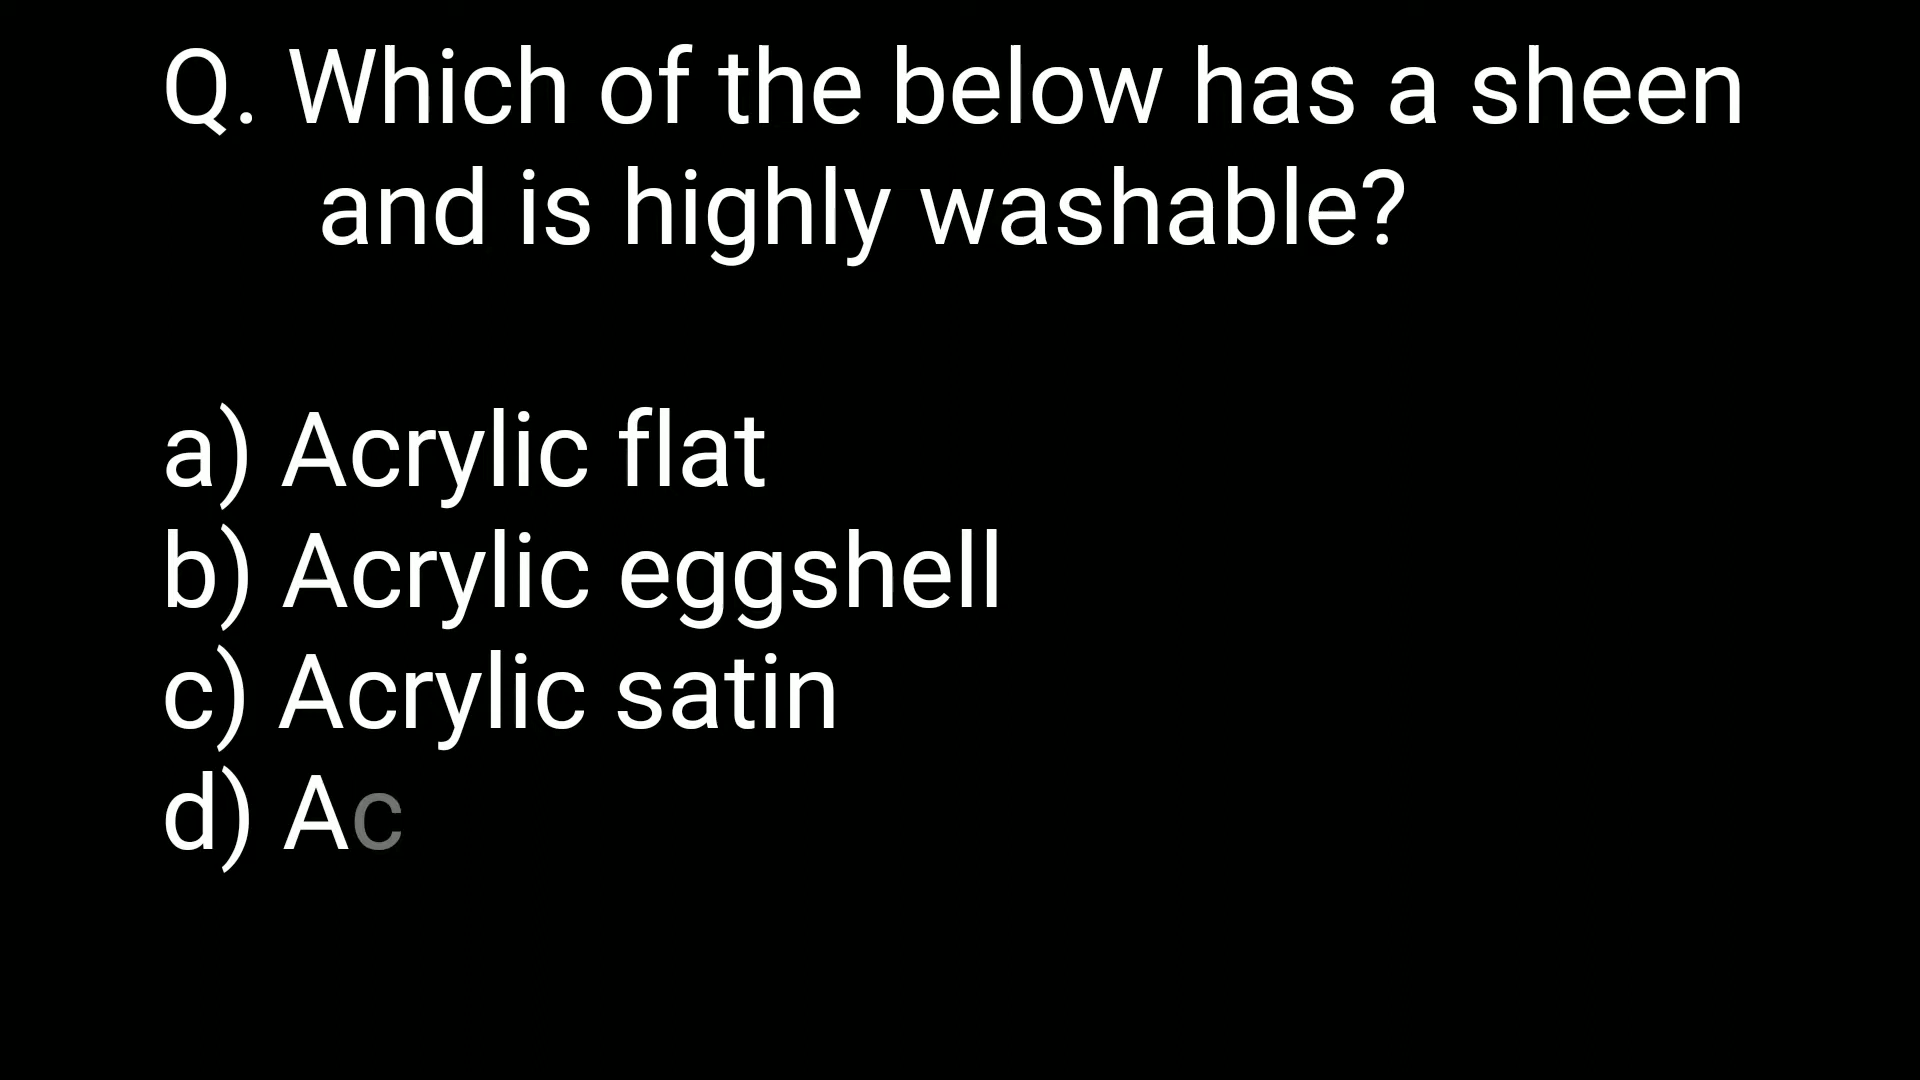 Q. Which of the below has a sheen
and is highly washable?
a) Acrylic flat
b) Acrylic eggshell
c) Acrylic satin
d) Ac